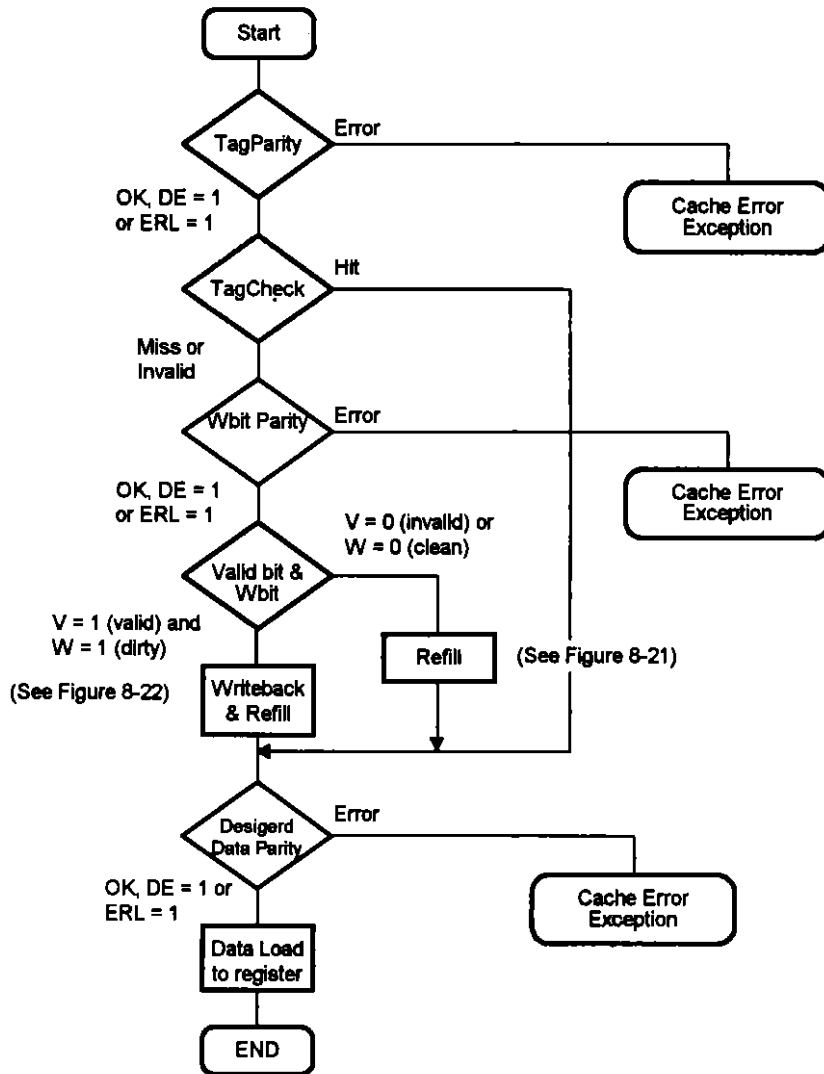 Start
TagParity
Error
OK, DE = 1
or ERL = 1
Cache Error
Exception
TagCheck
Hit
Miss or
Invalid
Wbit Parity
Error
OK, DE = 1
or ERL = 1
Cache Error
Exception
V = 0 (invalid) or
W = 0 (clean)
Valid bit &
Wbit
V = 1 (valid) and
W = 1 (dirty)
Refill
(See Figure 8-21)
(See Figure 8-22)
Writeback
& Refill
Desigerd
Data Parity
Error
OK, DE = 1 or
ERL = 1
Cache Error
Exception
Data Load
to register
END